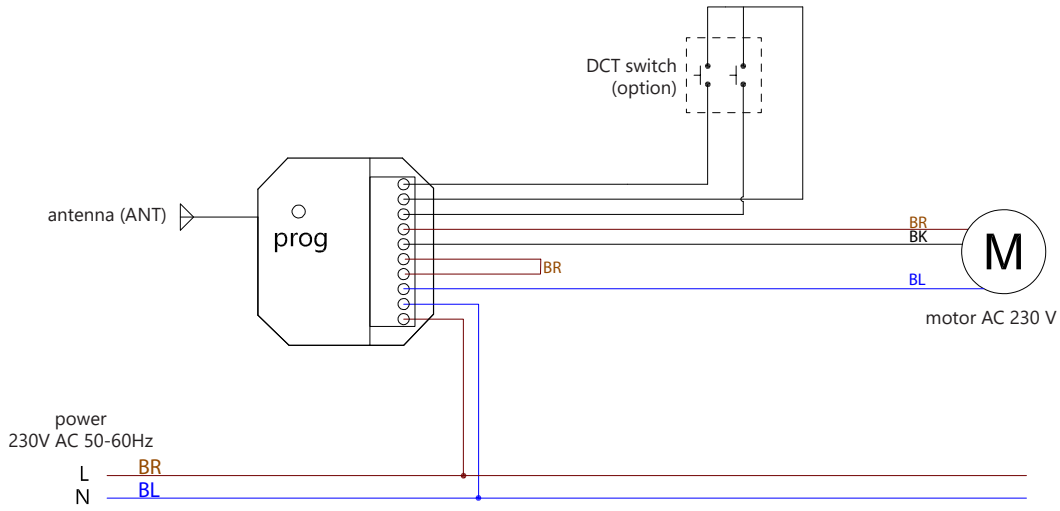 DCT switch
(option)
antenna (ANT)
prog
BR
BK
BR
BL
M
motor AC 230 V
power
230V AC 50-60Hz
L
BR
N
BL